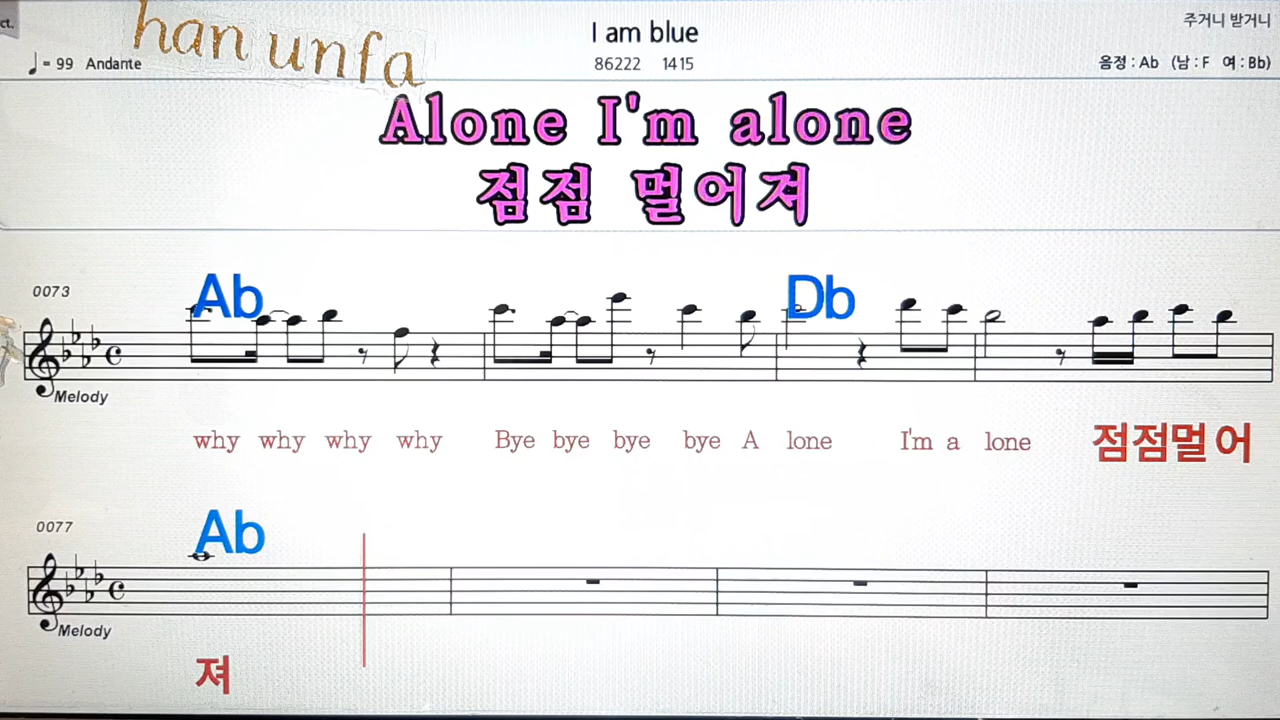 ct.
han unfa
I am blue
주거니 받거니
♩= 99 Andante
86222 1415
음정 : Ab (남 : F 여 : Bb)
Alone I'm alone
점점 멀어져
0073
Ab Db
Melody
why why why why Bye bye bye bye A lone I'm a lone 점점멀 어
0077
Ab
Melody
져